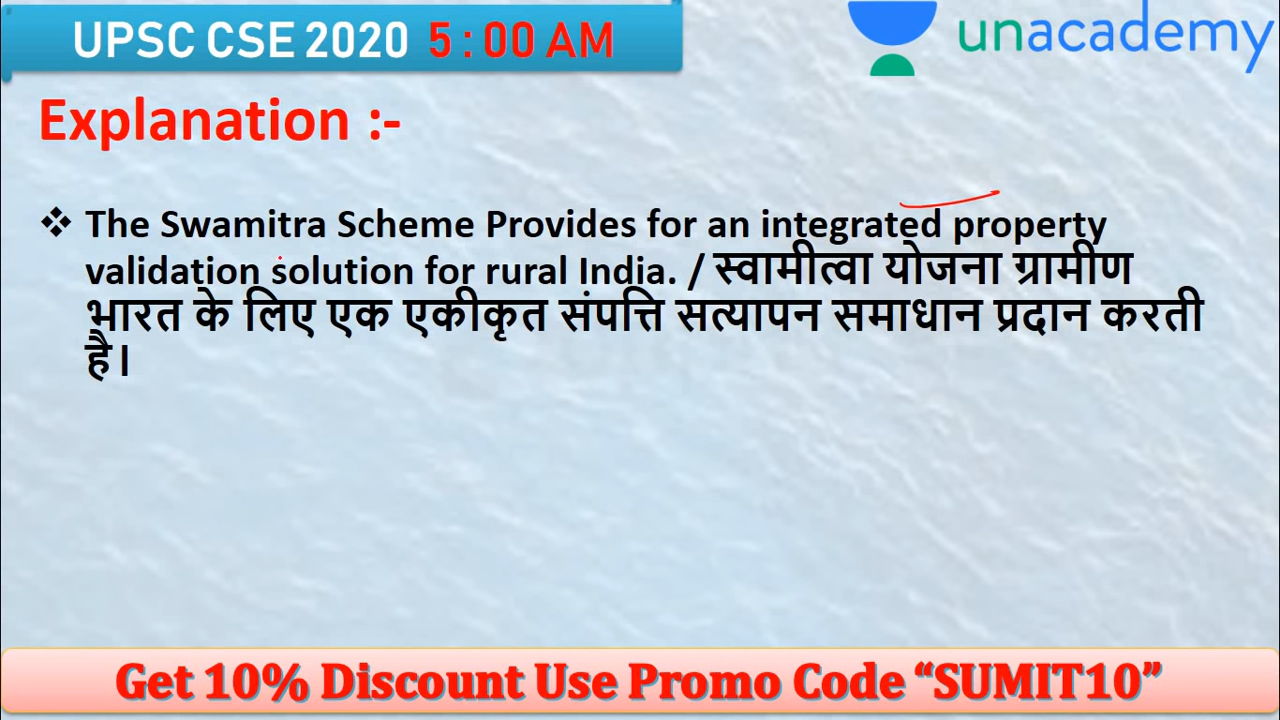 UPSC CSE 2020 5 : 00 AM
unacademy
Explanation :-
❖ The Swamitra Scheme Provides for an integrated property
validation solution for rural India. / स्वामीत्वा योजना ग्रामीण
भारत के लिए एक एकीकृत संपत्ति सत्यापन समाधान प्रदान करती
है।
Get 10% Discount Use Promo Code “SUMIT10”